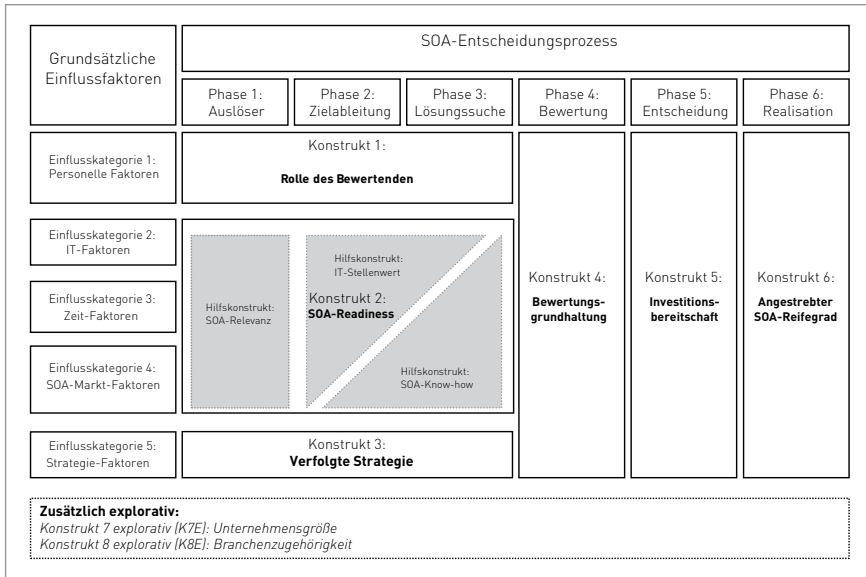 Grundsätzliche
Einflussfaktoren
SOA-Entscheidungsprozess
Phase 1:
Auslöser
Phase 2:
Zielableitung
Phase 3:
Lösungssuche
Phase 4:
Bewertung
Phase 5:
Entscheidung
Phase 6:
Realisation
Einflusskategorie 1:
Personelle Faktoren
Konstrukt 1:
Rolle des Bewertenden
Einflusskategorie 2:
IT-Faktoren
Einflusskategorie 3:
Zeit-Faktoren
Einflusskategorie 4:
SOA-Markt-Faktoren
Hilfskonstrukt:
SOA-Relevanz
Hilfskonstrukt:
IT-Stellenwert
Konstrukt 2:
SOA-Readiness
Hilfskonstrukt:
SOA-Know-how
Konstrukt 4:
Bewertungs-
grundhaltung
Konstrukt 5:
Investitions-
bereitschaft
Konstrukt 6:
Angestrebter
SOA-Reifegrad
Einflusskategorie 5:
Strategie-Faktoren
Konstrukt 3:
Verfolgte Strategie
Zusätzlich explorativ:
Konstrukt 7 explorativ (K7E): Unternehmensgröße
Konstrukt 8 explorativ (K8E): Branchenzugehörigkeit